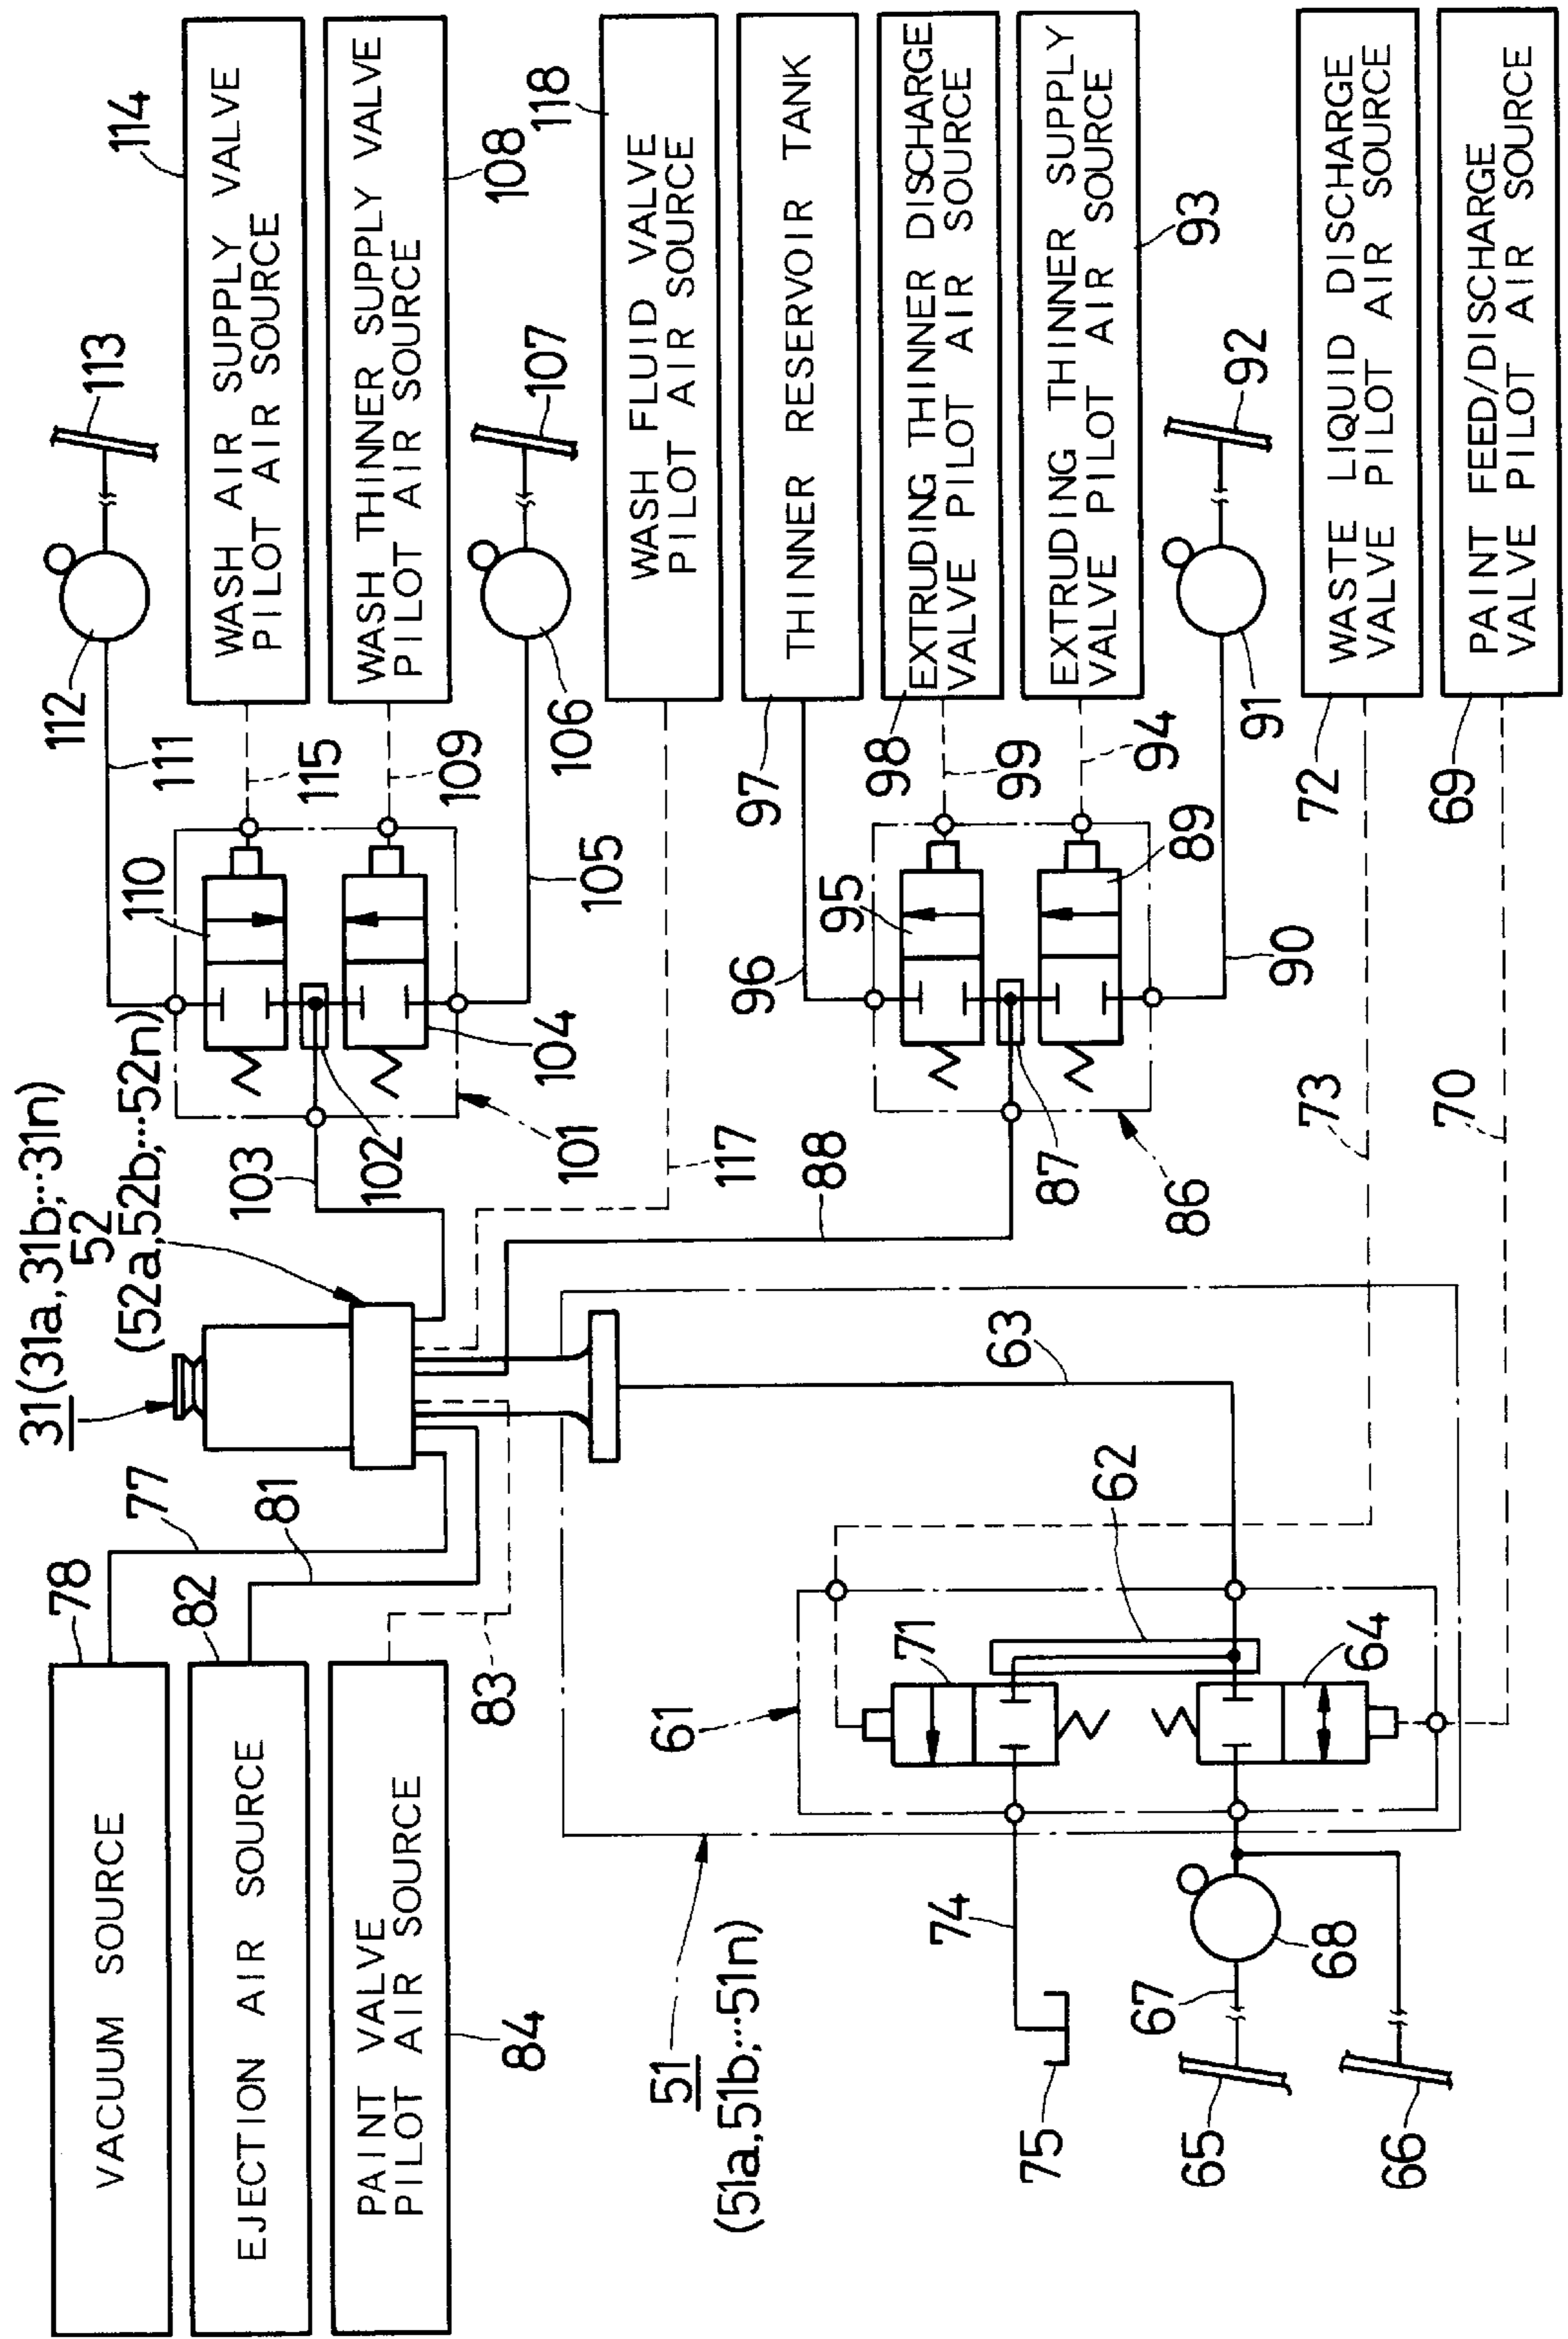 31(31a,31b,...31n)
52
(52a,52b,...52n)
78
VACUUM SOURCE
77
82
EJECTION AIR SOURCE
81
PAINT VALVE
PILOT AIR SOURCE
84
83
113
112
111
114
WASH AIR SUPPLY VALVE
PILOT AIR SOURCE
115
110
WASH THINNER SUPPLY VALVE
PILOT AIR SOURCE
108
109
104
103
102
101
107
106
105
118
WASH FLUID VALVE
PILOT AIR SOURCE
117
THINNER RESERVOIR TANK
97
96
EXTRUDING THINNER DISCHARGE
VALVE PILOT AIR SOURCE
98
99
95
EXTRUDING THINNER SUPPLY
VALVE PILOT AIR SOURCE
93
94
89
88
87
86
92
91
90
WASTE LIQUID DISCHARGE
VALVE PILOT AIR SOURCE
72
73
PAINT FEED/DISCHARGE
VALVE PILOT AIR SOURCE
69
70
63
62
61
71
64
51
(51a,51b,...51n)
74
75
67
68
65
66